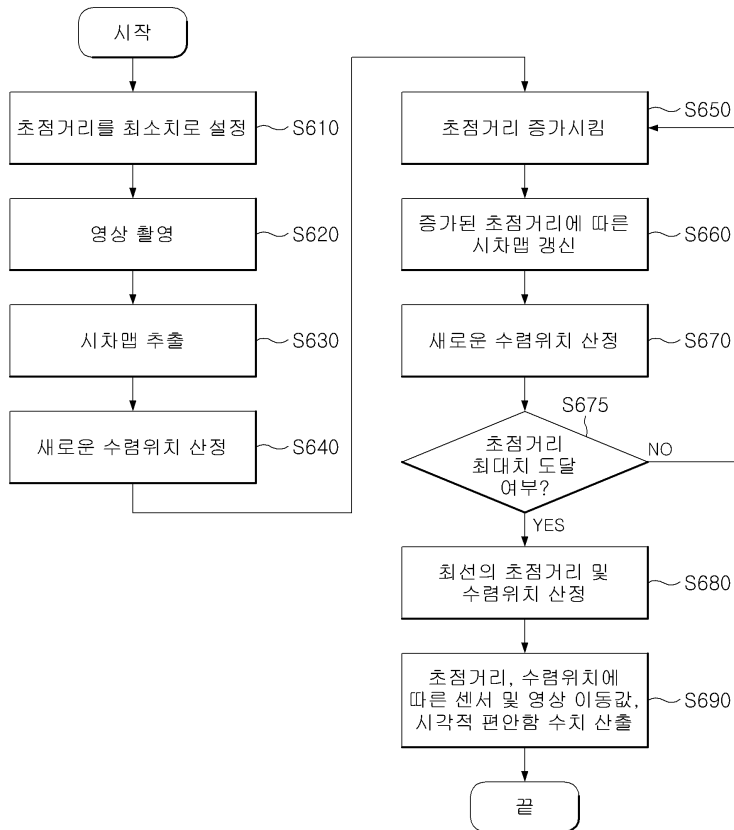 시작
초점거리를 최소치로 설정
S610
영상 촬영
S620
시차맵 추출
S630
새로운 수렴위치 산정
S640
초점거리 증가시킴
S650
증가된 초점거리에 따른
시차맵 갱신
S660
새로운 수렴위치 산정
S670
S675
초점거리
최대치 도달
여부?
NO
YES
최선의 초점거리 및
수렴위치 산정
S680
초점거리, 수렴위치에
따른 센서 및 영상 이동값,
시각적 편안함 수치 산출
S690
끝